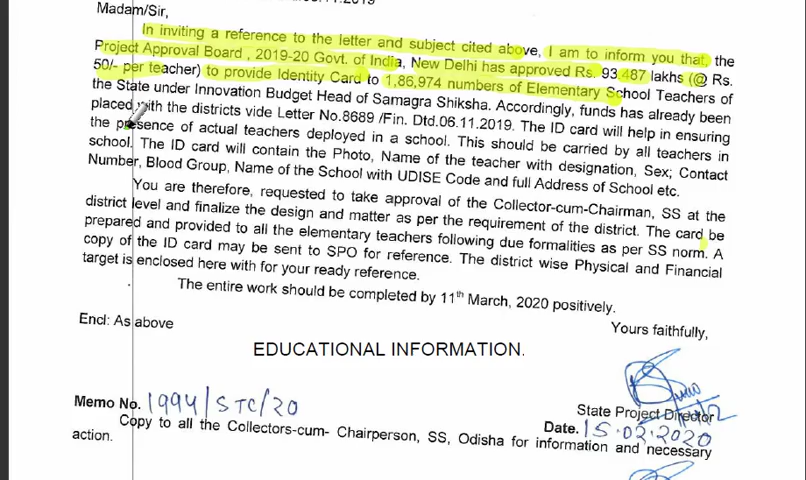 Madam/Sir,
In inviting a reference to the letter and subject cited above, I am to inform you that, the
Project Approval Board , 2019-20 Govt. of India, New Delhi has approved Rs. 93.487 lakhs (@ Rs.
50/- per teacher) to provide Identity Card to 1,86,974 numbers of Elementary School Teachers of
the State under Innovation Budget Head of Samagra Shiksha. Accordingly, funds has already been
placed with the districts vide Letter No.8689 /Fin. Dtd.06.11.2019. The ID card will help in ensuring
the presence of actual teachers deployed in a school. This should be carried by all teachers in
school. The ID card will contain the Photo, Name of the teacher with designation, Sex; Contact
Number, Blood Group, Name of the School with UDISE Code and full Address of School etc.
You are therefore, requested to take approval of the Collector-cum-Chairman, SS at the
district level and finalize the design and matter as per the requirement of the district. The card be
prepared and provided to all the elementary teachers following due formalities as per SS norm. A
copy of the ID card may be sent to SPO for reference. The district wise Physical and Financial
target is enclosed here with for your ready reference.
The entire work should be completed by 11th March, 2020 positively.
Encl: As above
Yours faithfully,
EDUCATIONAL INFORMATION.
State Project Director
Memo No. 1994/STC/20
Date. 15.02.2020
Copy to all the Collectors-cum- Chairperson, SS, Odisha for information and necessary
action.